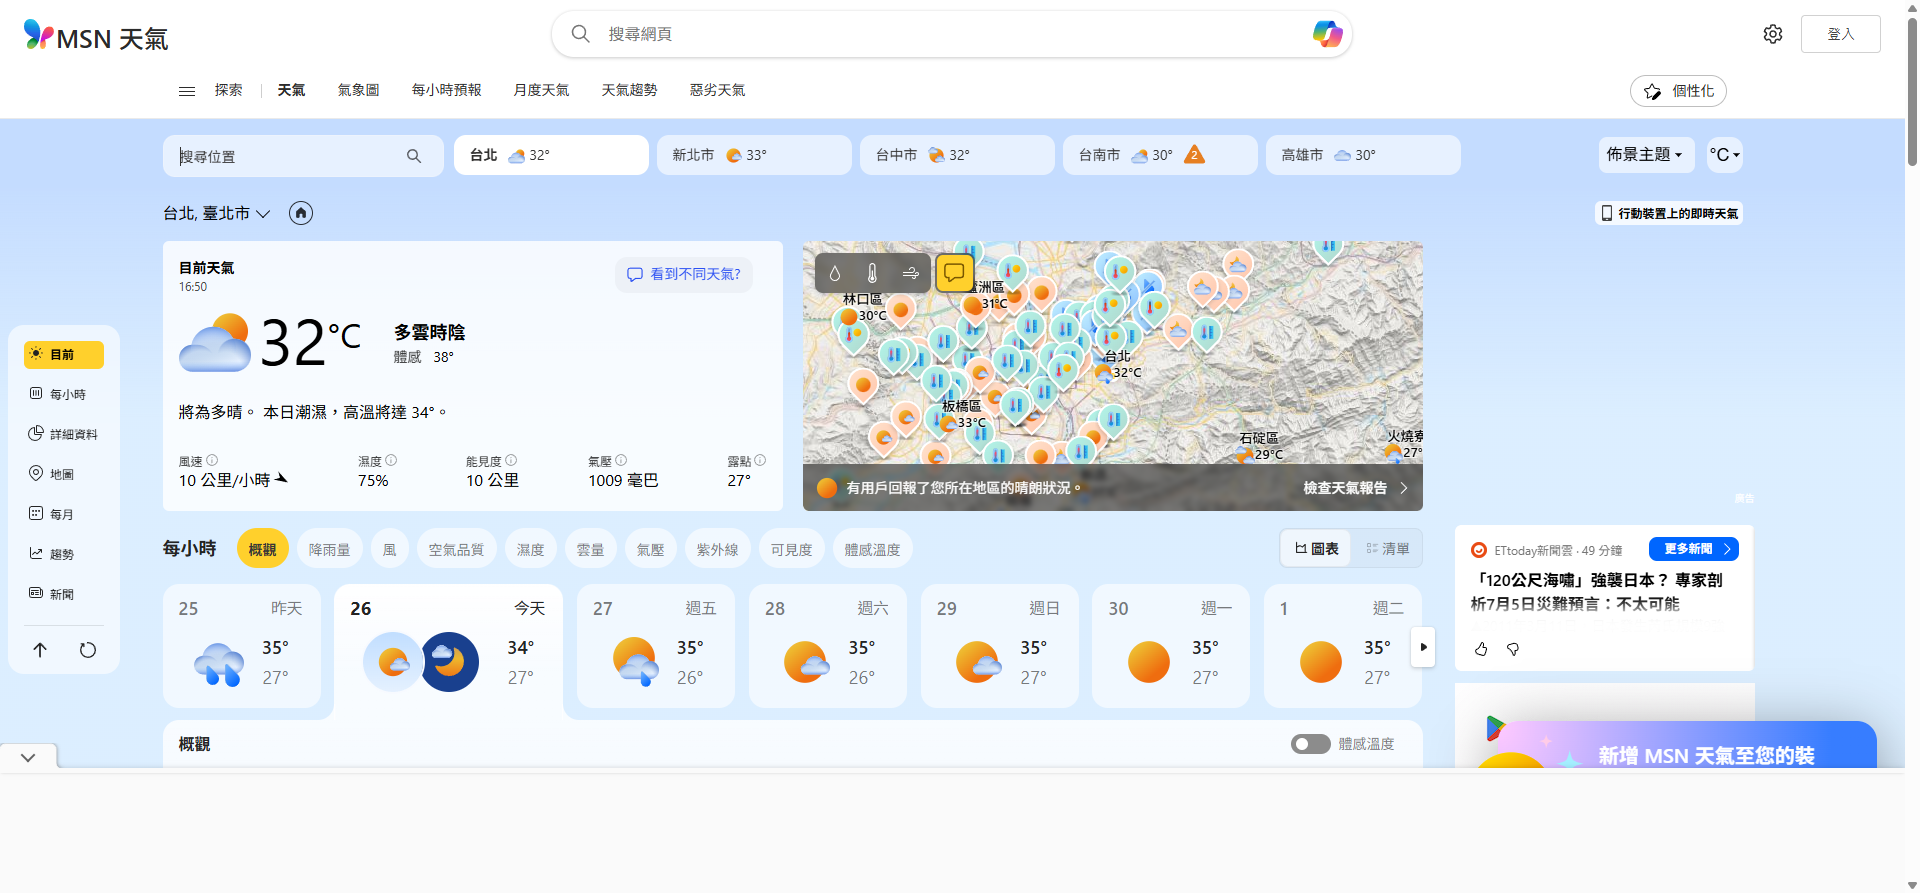 MSN 天氣
搜尋網頁
登入
探索
天氣
氣象圖
每小時預報
月度天氣
天氣趨勢
惡劣天氣
個性化
搜尋位置
台北 32°
新北市 33°
台中市 32°
台南市 30° 2
高雄市 30°
佈景主題
°C
台北, 臺北市
行動裝置上的即時天氣
目前天氣
16:50
看到不同天氣?
32°C
多雲時陰
體感 38°
將為多晴。 本日潮濕，高溫將達 34°。
風速
10 公里/小時
濕度
75%
能見度
10 公里
氣壓
1009 毫巴
露點
27°
蘆洲區
31°C
林口區
30°C
台北
32°C
板橋區
33°C
石碇區
29°C
火燒寮
27°
有用戶回報了您所在地區的晴朗狀況。
檢查天氣報告
目前
每小時
詳細資料
地圖
每月
趨勢
新聞
廣告
每小時
概觀
降雨量
風
空氣品質
濕度
雲量
氣壓
紫外線
可見度
體感溫度
圖表
清單
25 昨天
35°
27°
26 今天
34°
27°
27 週五
35°
26°
28 週六
35°
26°
29 週日
35°
27°
30 週一
35°
27°
1 週二
35°
27°
概觀
體感溫度
ETtoday新聞雲 · 49 分鐘
更多新聞
「120公尺海嘯」強襲日本？ 專家剖
析7月5日災難預言：不太可能
新增 MSN 天氣至您的裝